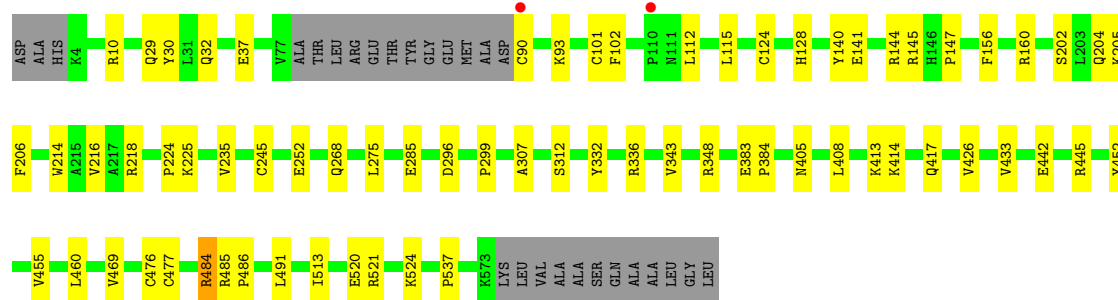 ASP ALA HIS K4 R10 Q29 Y30 L31 Q32 E37 V77 ALA THR LEU ARG GLU THR TYR GLY GLU MET ALA ASP C90 K93 C101 F102 P110 N111 L112 L115 C124 H128 Y140 E141 R144 R145 H146 P147 F156 R160 S202 L203 Q204 K205
F206 W214 A215 V216 A217 R218 P224 K225 V235 C245 E252 Q268 L275 E285 D296 P299 A307 S312 Y332 R336 V343 R348 E383 P384 N405 L408 K413 K414 Q417 V426 V433 E442 R445 Y452
V455 L460 V469 C476 C477 R484 R485 P486 L491 I513 E520 R521 K524 P537 K573 LYS LEU VAL ALA ALA SER GLN ALA ALA LEU GLY LEU